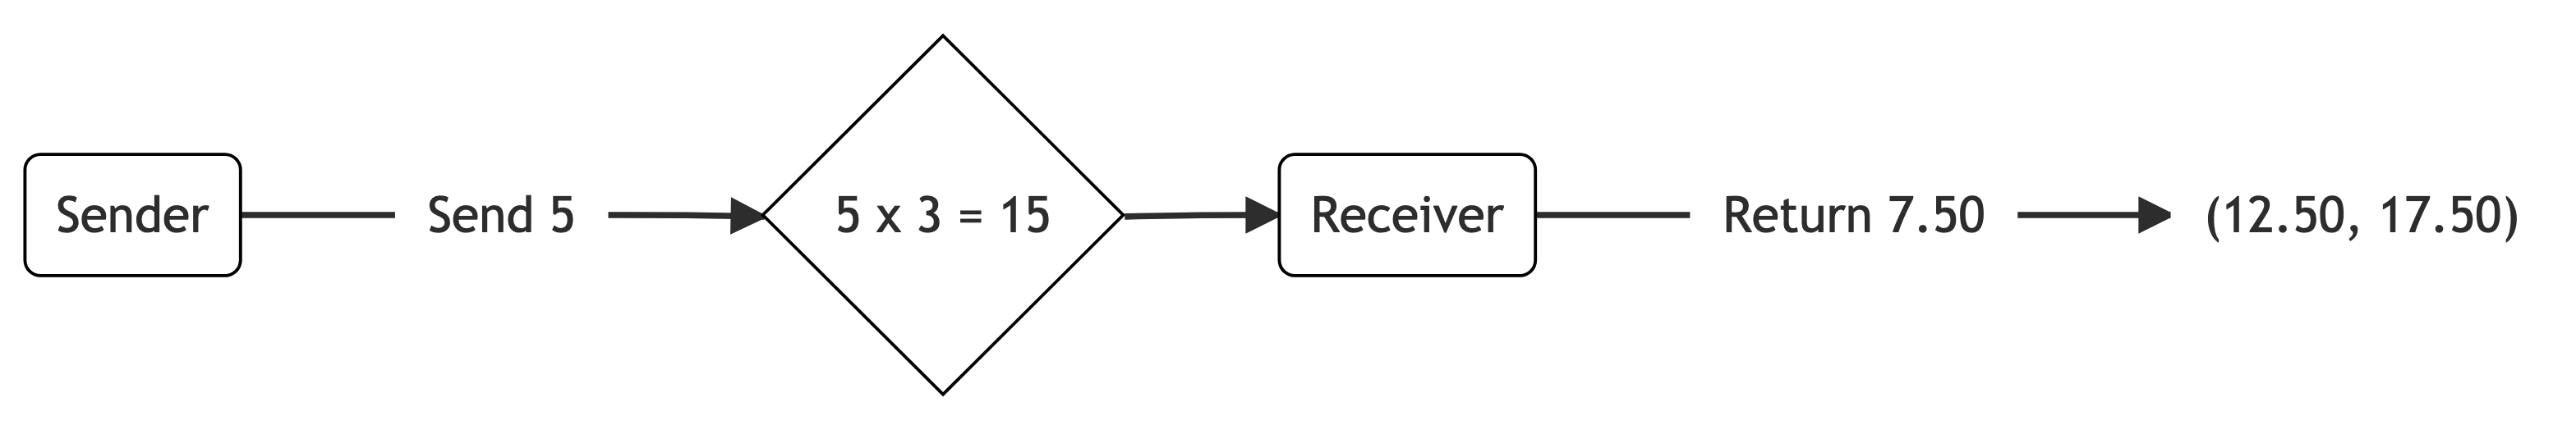 Sender
Send 5
5 x 3 = 15
Receiver
Return 7.50
(12.50, 17.50)